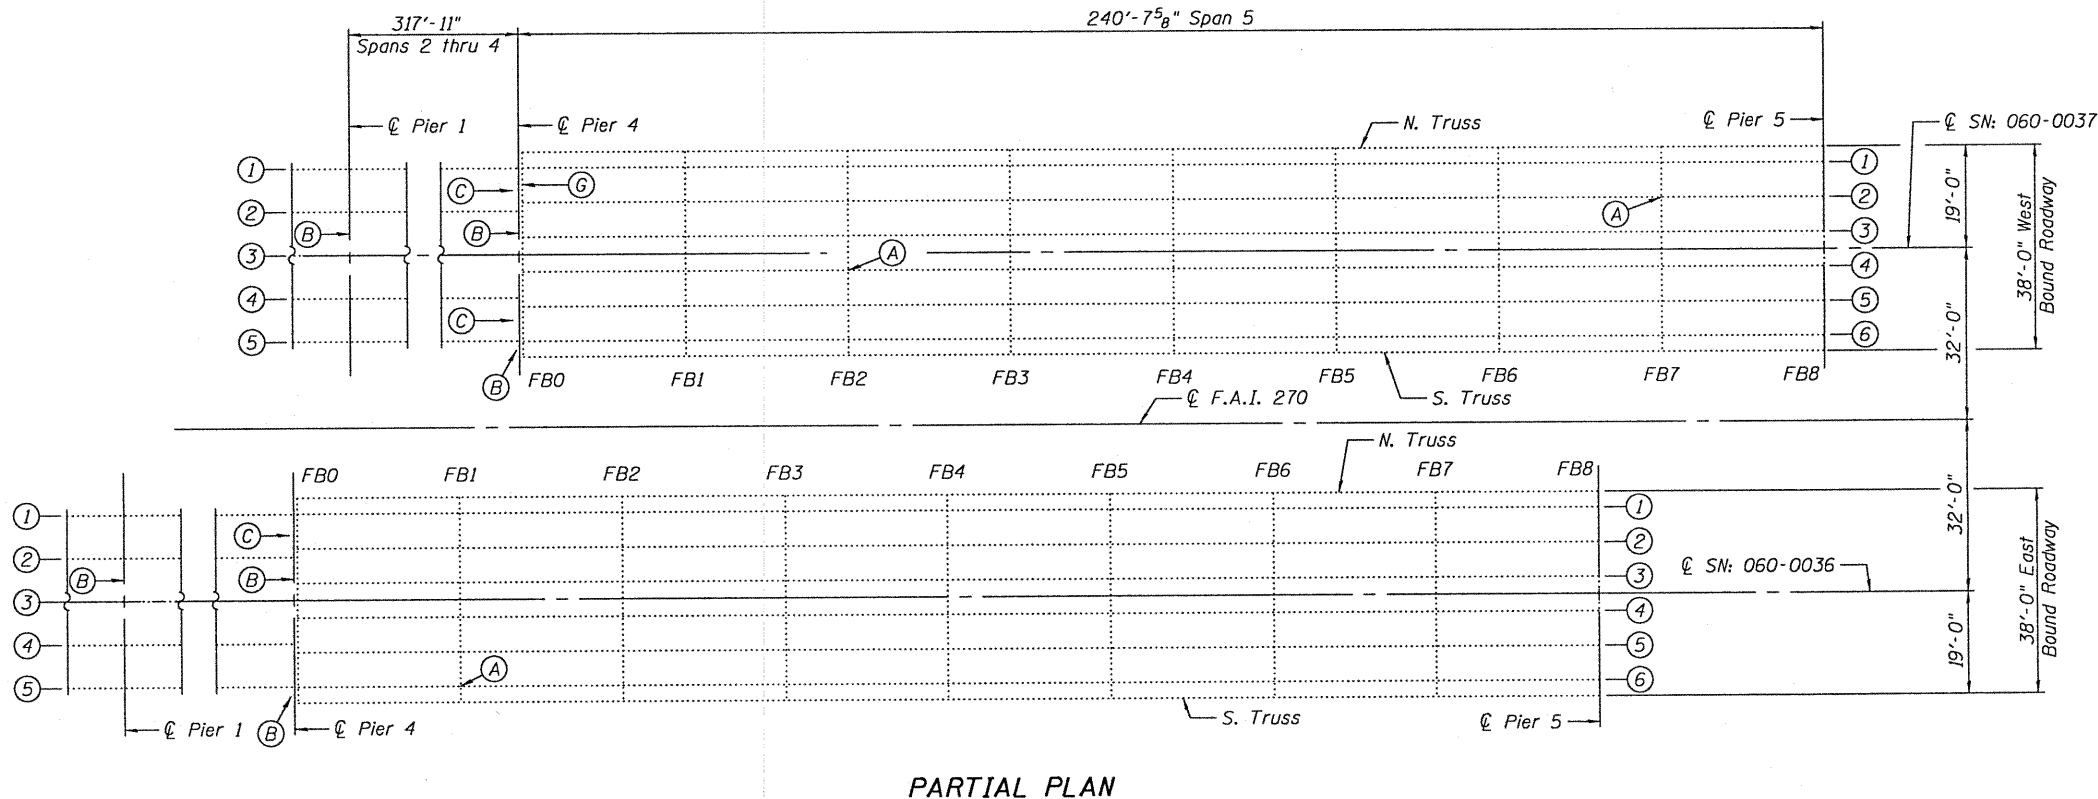 317'-11"
Spans 2 thru 4
240'-7 5/8" Span 5
℄ Pier 1
℄ Pier 4
N. Truss
℄ Pier 5
℄ SN: 060-0037
1
2
3
4
5
B
C
B
C
B
G
A
A
1
2
3
4
5
6
19'-0"
38'-0" West
Bound Roadway
32'-0"
FB0
FB1
FB2
FB3
FB4
FB5
FB6
FB7
FB8
S. Truss
℄ F.A.I. 270
N. Truss
FB0
FB1
FB2
FB3
FB4
FB5
FB6
FB7
FB8
1
2
3
4
5
B
C
B
A
1
2
3
4
5
6
32'-0"
℄ SN: 060-0036
38'-0" East
Bound Roadway
19'-0"
℄ Pier 1
B
℄ Pier 4
S. Truss
℄ Pier 5
PARTIAL PLAN